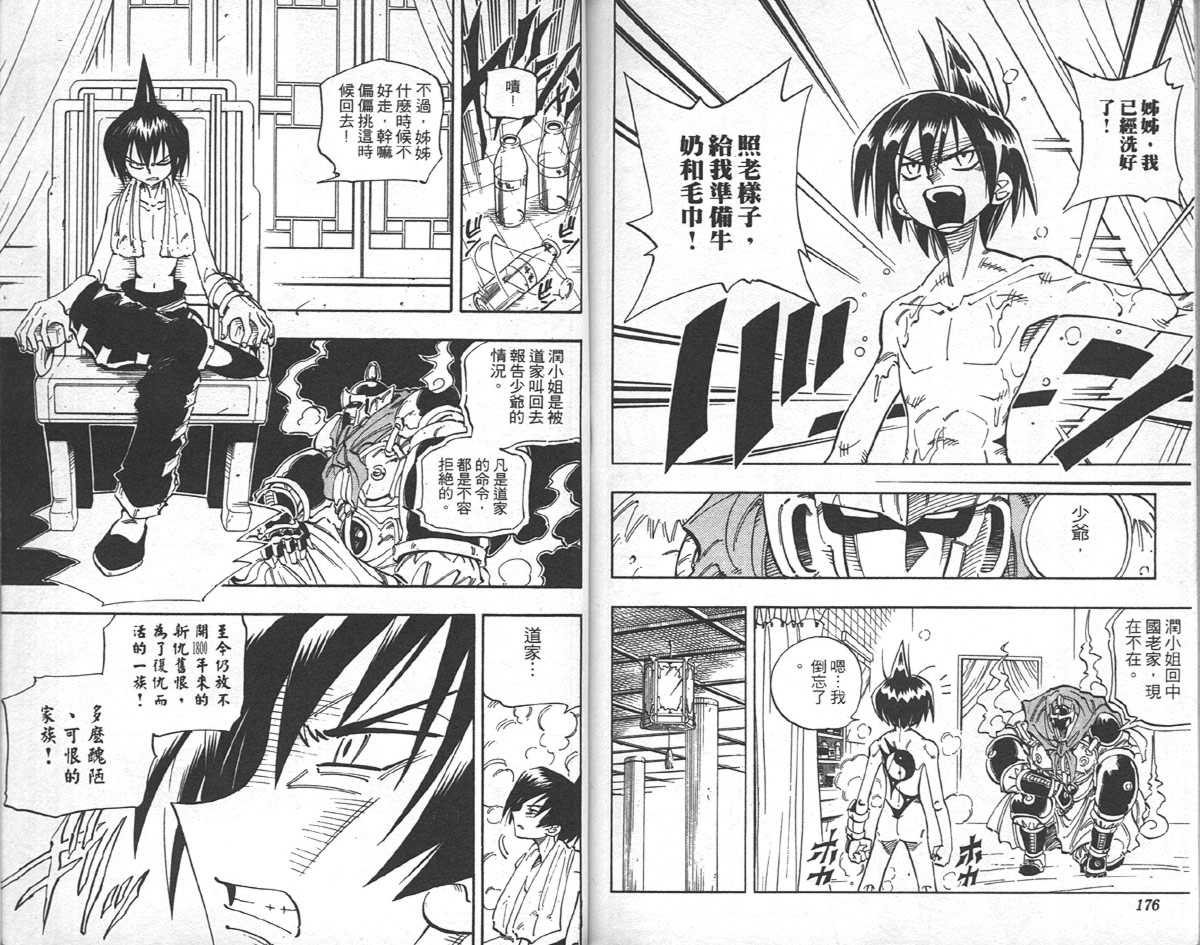 姊姊，我
已經洗好
了！
照老樣子，
給我準備牛
奶和毛巾！
バーン
少爺，
潤小姐回中
國老家，現
在不在。
嗯…我
倒忘了
。
ホカ
ホカ
176
嘖！
不過，姊姊
什麼時候不
好走，幹嘛
偏偏挑這時
候回去！
潤小姐是被
道家叫回去
報告少爺的
情況。
凡是道家
的命令，
都是不容
拒絕的。
道家…
至今仍放不
開1800年來的
新仇舊恨，
為了復仇而
活的一族！
多麼醜陋
、可恨的
家族！